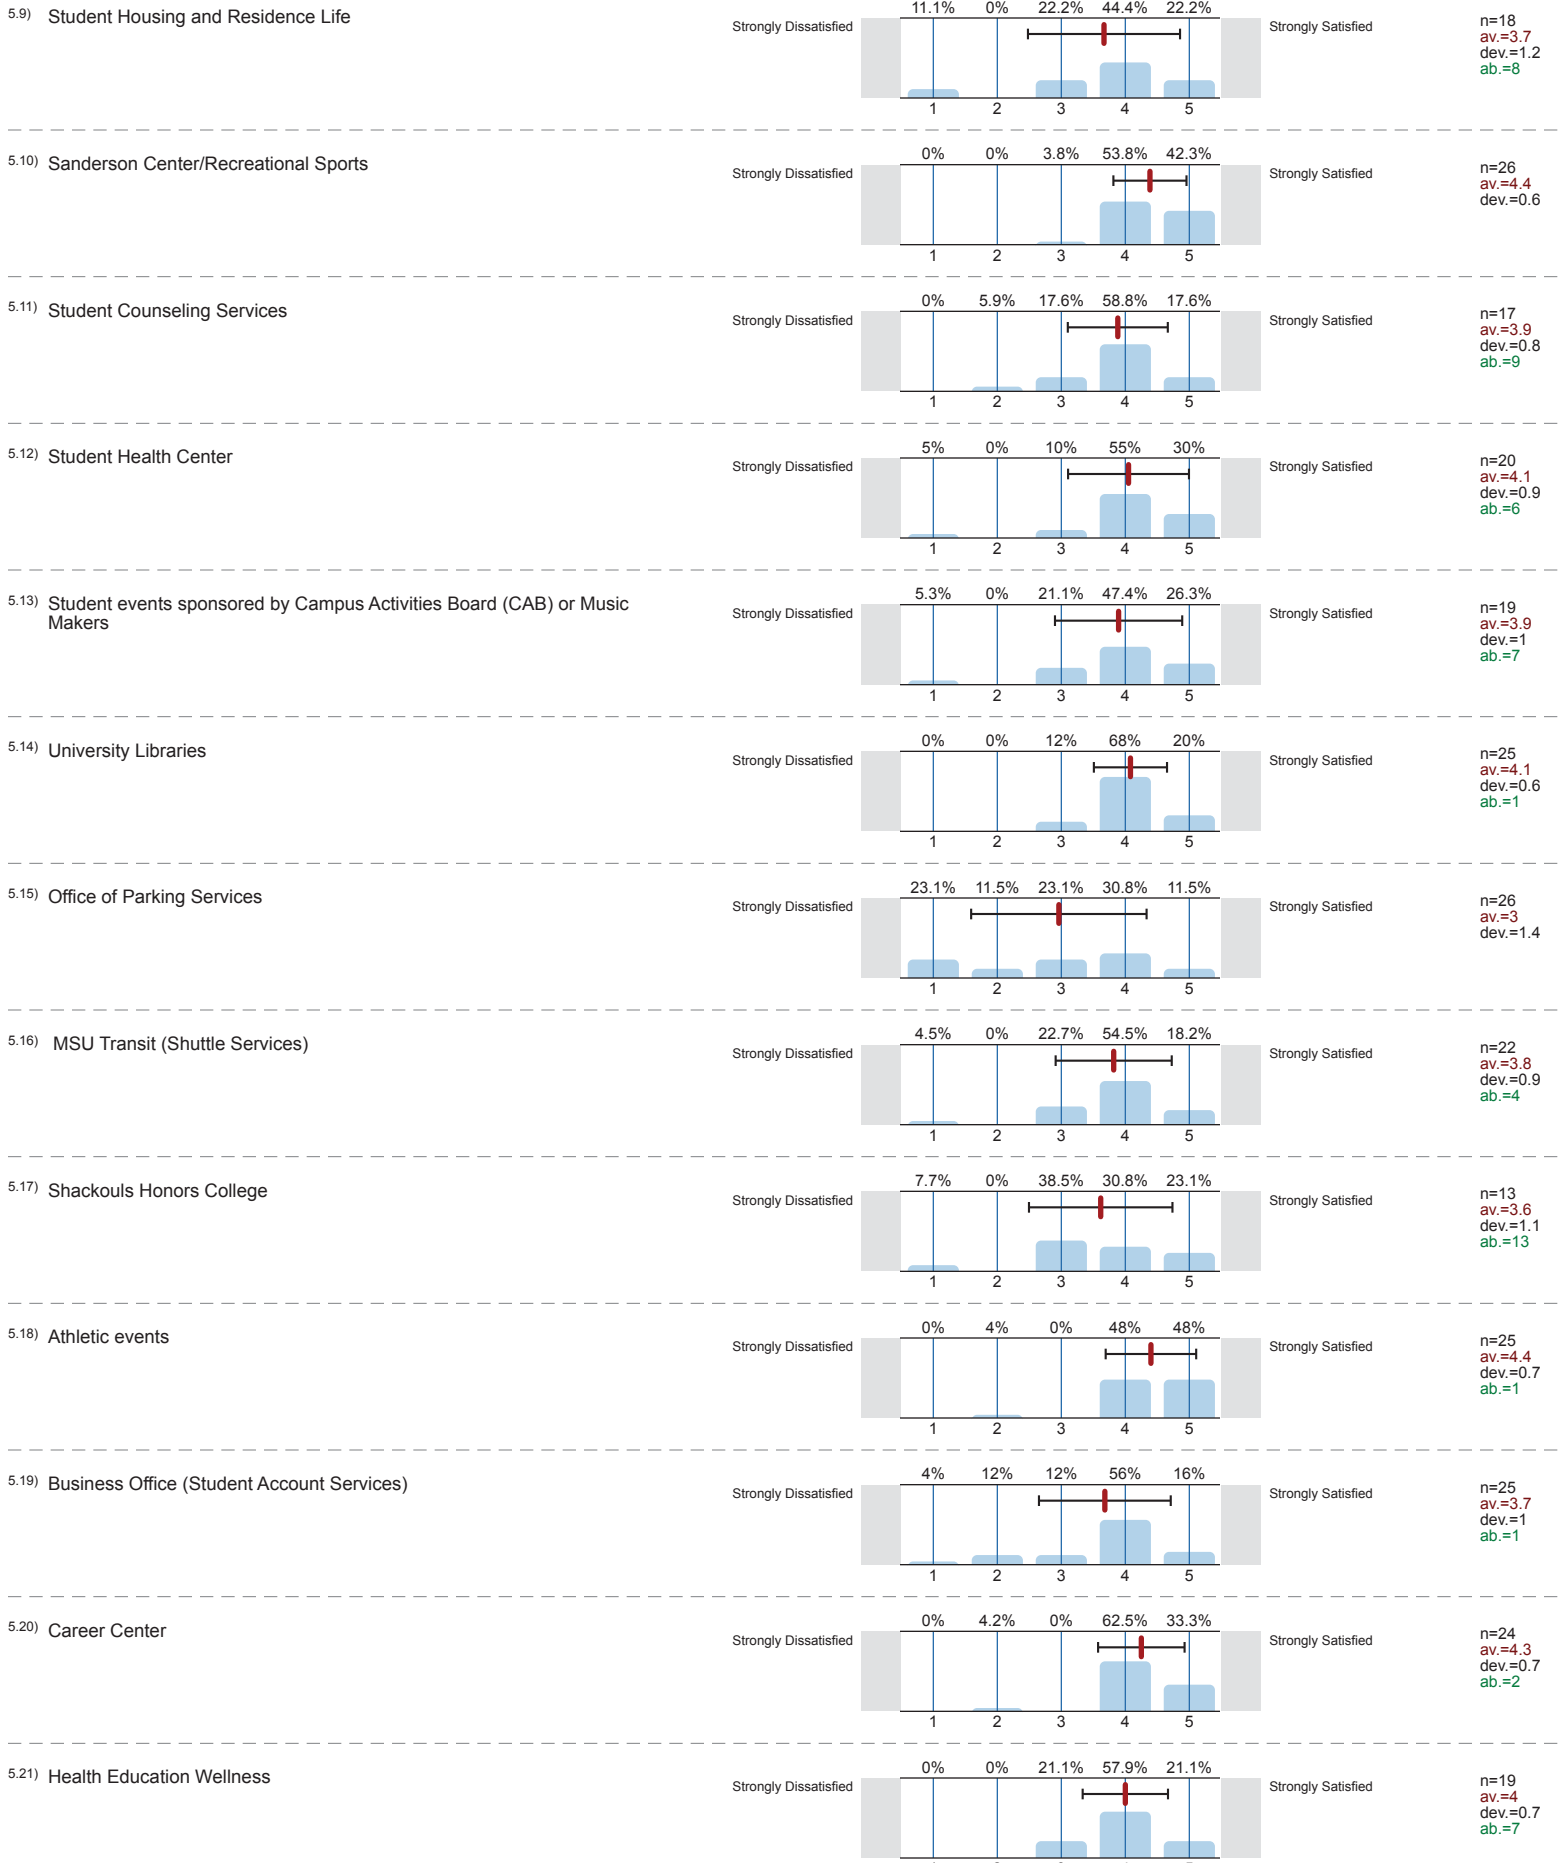 5.9) Student Housing and Residence Life
11.1% 0% 22.2% 44.4% 22.2%
Strongly Dissatisfied
Strongly Satisfied
1 2 3 4 5
n=18
av.=3.7
dev.=1.2
ab.=8
5.10) Sanderson Center/Recreational Sports
0% 0% 3.8% 53.8% 42.3%
Strongly Dissatisfied
Strongly Satisfied
1 2 3 4 5
n=26
av.=4.4
dev.=0.6
5.11) Student Counseling Services
0% 5.9% 17.6% 58.8% 17.6%
Strongly Dissatisfied
Strongly Satisfied
1 2 3 4 5
n=17
av.=3.9
dev.=0.8
ab.=9
5.12) Student Health Center
5% 0% 10% 55% 30%
Strongly Dissatisfied
Strongly Satisfied
1 2 3 4 5
n=20
av.=4.1
dev.=0.9
ab.=6
5.13) Student events sponsored by Campus Activities Board (CAB) or Music
Makers
5.3% 0% 21.1% 47.4% 26.3%
Strongly Dissatisfied
Strongly Satisfied
1 2 3 4 5
n=19
av.=3.9
dev.=1
ab.=7
5.14) University Libraries
0% 0% 12% 68% 20%
Strongly Dissatisfied
Strongly Satisfied
1 2 3 4 5
n=25
av.=4.1
dev.=0.6
ab.=1
5.15) Office of Parking Services
23.1% 11.5% 23.1% 30.8% 11.5%
Strongly Dissatisfied
Strongly Satisfied
1 2 3 4 5
n=26
av.=3
dev.=1.4
5.16) MSU Transit (Shuttle Services)
4.5% 0% 22.7% 54.5% 18.2%
Strongly Dissatisfied
Strongly Satisfied
1 2 3 4 5
n=22
av.=3.8
dev.=0.9
ab.=4
5.17) Shackouls Honors College
7.7% 0% 38.5% 30.8% 23.1%
Strongly Dissatisfied
Strongly Satisfied
1 2 3 4 5
n=13
av.=3.6
dev.=1.1
ab.=13
5.18) Athletic events
0% 4% 0% 48% 48%
Strongly Dissatisfied
Strongly Satisfied
1 2 3 4 5
n=25
av.=4.4
dev.=0.7
ab.=1
5.19) Business Office (Student Account Services)
4% 12% 12% 56% 16%
Strongly Dissatisfied
Strongly Satisfied
1 2 3 4 5
n=25
av.=3.7
dev.=1
ab.=1
5.20) Career Center
0% 4.2% 0% 62.5% 33.3%
Strongly Dissatisfied
Strongly Satisfied
1 2 3 4 5
n=24
av.=4.3
dev.=0.7
ab.=2
5.21) Health Education Wellness
0% 0% 21.1% 57.9% 21.1%
Strongly Dissatisfied
Strongly Satisfied
n=19
av.=4
dev.=0.7
ab.=7